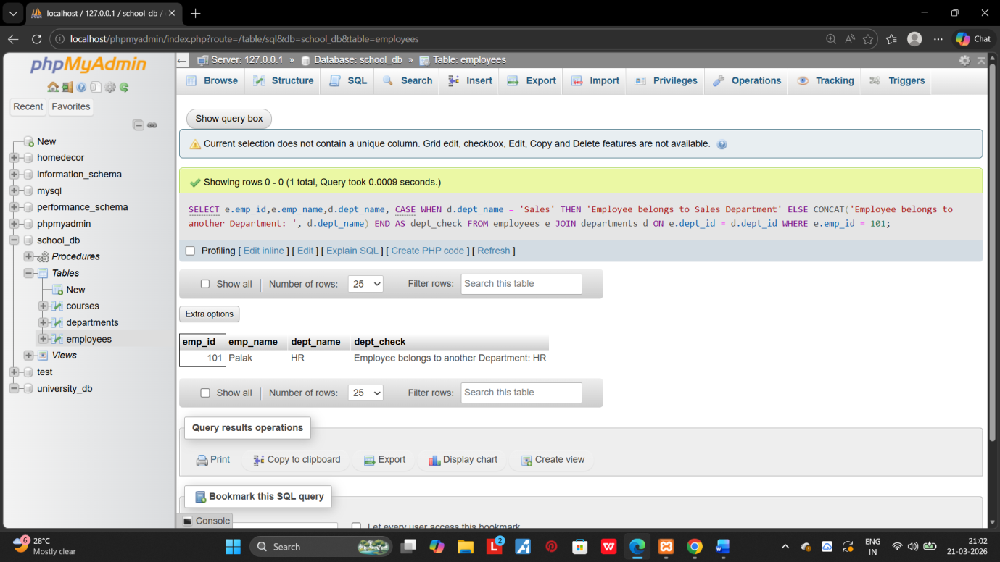 localhost / 127.0.0.1 / school_db /
localhost/phpmyadmin/index.php?route=/table/sql&db=school_db&table=employees
Chat
phpMyAdmin
Recent
Favorites
New
homedecor
information_schema
mysql
performance_schema
phpmyadmin
school_db
Procedures
Tables
New
courses
departments
employees
Views
test
university_db
Server: 127.0.0.1 » Database: school_db » Table: employees
Browse Structure SQL Search Insert Export Import Privileges Operations Tracking Triggers
Show query box
Current selection does not contain a unique column. Grid edit, checkbox, Edit, Copy and Delete features are not available.
Showing rows 0 - 0 (1 total, Query took 0.0009 seconds.)
SELECT e.emp_id,e.emp_name,d.dept_name, CASE WHEN d.dept_name = 'Sales' THEN 'Employee belongs to Sales Department' ELSE CONCAT('Employee belongs to
another Department: ', d.dept_name) END AS dept_check FROM employees e JOIN departments d ON e.dept_id = d.dept_id WHERE e.emp_id = 101;
Profiling [ Edit inline ] [ Edit ] [ Explain SQL ] [ Create PHP code ] [ Refresh ]
Show all | Number of rows: 25 Filter rows: Search this table
Extra options
emp_id emp_name dept_name dept_check
101 Palak HR Employee belongs to another Department: HR
Show all | Number of rows: 25 Filter rows: Search this table
Query results operations
Print Copy to clipboard Export Display chart Create view
Bookmark this SQL query
Console
Let every user access this bookmark
6
28°C
Mostly clear
Search
2
ENG
IN
21:02
21-03-2026